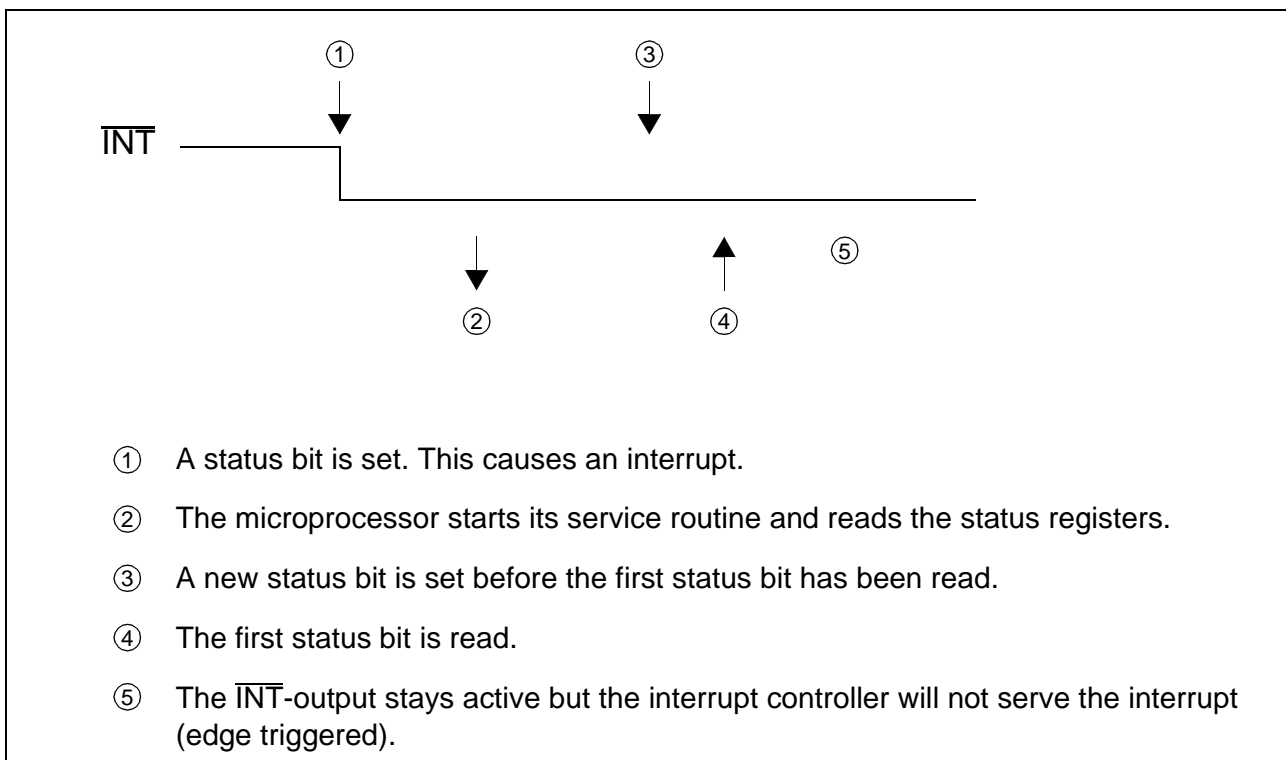 ① ③
I̅N̅T̅
⑤
② ④
① A status bit is set. This causes an interrupt.
② The microprocessor starts its service routine and reads the status registers.
③ A new status bit is set before the first status bit has been read.
④ The first status bit is read.
⑤ The I̅N̅T̅-output stays active but the interrupt controller will not serve the interrupt
(edge triggered).